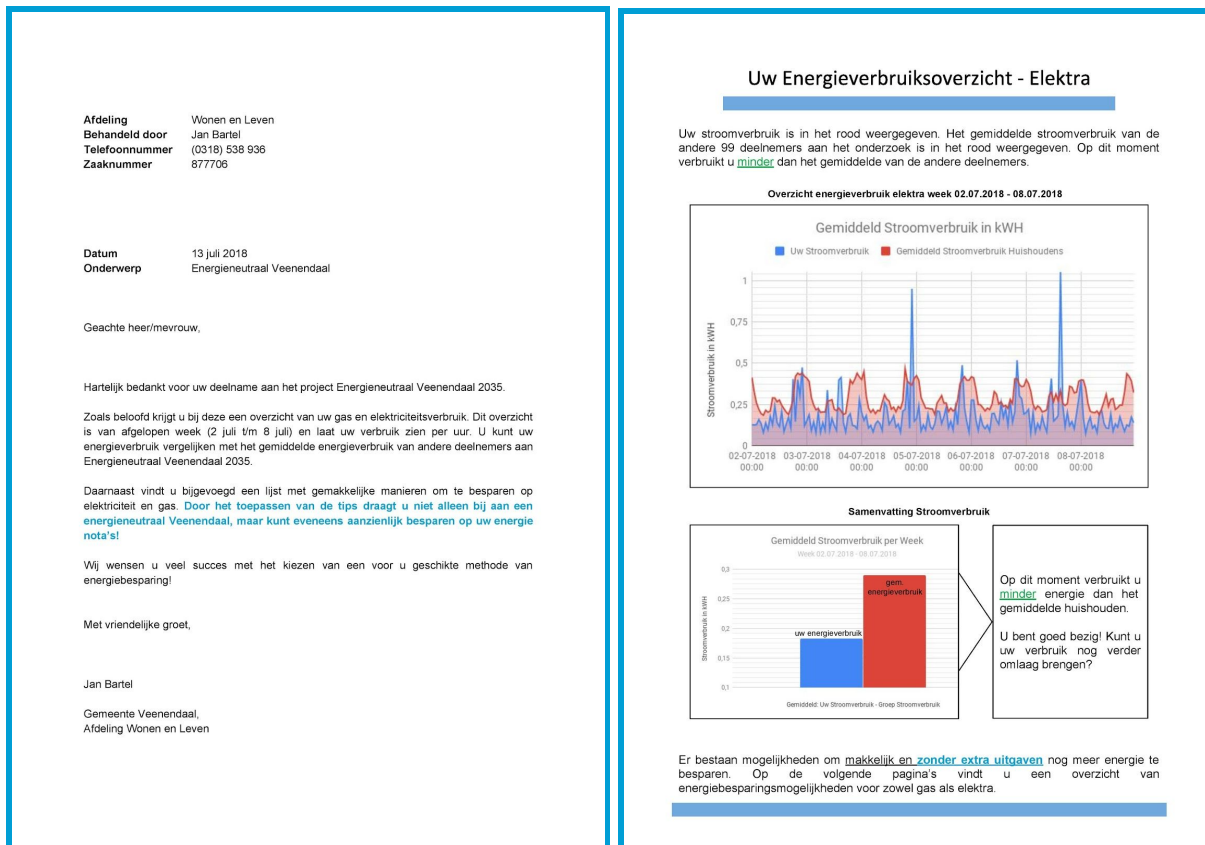 Afdeling Wonen en Leven
Behandeld door Jan Bartel
Telefoonnummer (0318) 538 936
Zaaknummer 877706
Datum 13 juli 2018
Onderwerp Energieneutraal Veenendaal
Geachte heer/mevrouw,
Hartelijk bedankt voor uw deelname aan het project Energieneutraal Veenendaal 2035.
Zoals beloofd krijgt u bij deze een overzicht van uw gas en elektriciteitsverbruik. Dit overzicht
is van afgelopen week (2 juli t/m 8 juli) en laat uw verbruik zien per uur. U kunt uw
energieverbruik vergelijken met het gemiddelde energieverbruik van andere deelnemers aan
Energieneutraal Veenendaal 2035.
Daarnaast vindt u bijgevoegd een lijst met gemakkelijke manieren om te besparen op
elektriciteit en gas. Door het toepassen van de tips draagt u niet alleen bij aan een
energieneutraal Veenendaal, maar kunt eveneens aanzienlijk besparen op uw energie
nota's!
Wij wensen u veel succes met het kiezen van een voor u geschikte methode van
energiebesparing!
Met vriendelijke groet,
Jan Bartel
Gemeente Veenendaal,
Afdeling Wonen en Leven
Uw Energieverbruiksoverzicht - Elektra
Uw stroomverbruik is in het rood weergegeven. Het gemiddelde stroomverbruik van de
andere 99 deelnemers aan het onderzoek is in het rood weergegeven. Op dit moment
verbruikt u minder dan het gemiddelde van de andere deelnemers.
Overzicht energieverbruik elektra week 02.07.2018 - 08.07.2018
Gemiddeld Stroomverbruik in kWH
Uw Stroomverbruik Gemiddeld Stroomverbruik Huishoudens
Stroomverbruik in kWH
1
0,75
0,5
0,25
0
02-07-2018 03-07-2018 04-07-2018 05-07-2018 06-07-2018 07-07-2018 08-07-2018
00:00 00:00 00:00 00:00 00:00 00:00 00:00
Samenvatting Stroomverbruik
Gemiddeld Stroomverbruik per Week
Week 02.07.2018 - 08.07.2018
Stroomverbruik in kWH
0,3
0,25
0,2
0,15
0,1
gem.
energieverbruik
uw energieverbruik
Gemiddeld: Uw Stroomverbruik - Groep Stroomverbruik
Op dit moment verbruikt u
minder energie dan het
gemiddelde huishouden.
U bent goed bezig! Kunt u
uw verbruik nog verder
omlaag brengen?
Er bestaan mogelijkheden om makkelijk en zonder extra uitgaven nog meer energie te
besparen. Op de volgende pagina's vindt u een overzicht van
energiebesparingsmogelijkheden voor zowel gas als elektra.